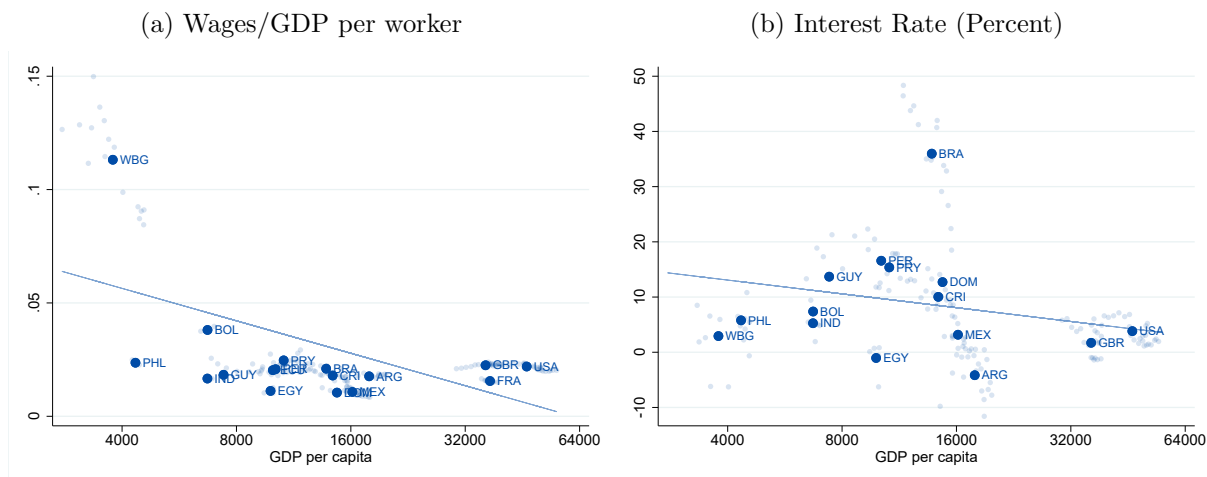 (a) Wages/GDP per worker
.15
.1
.05
0
WBG
BOL
PHL
IND
GUY
PRY
PER
EGY
BRA
CRI
ARG
MEX
GBR
USA
FRA
4000 8000 16000 32000 64000
GDP per capita
(b) Interest Rate (Percent)
50
40
30
20
10
0
-10
BRA
PER
PRY
GUY
DOM
CRI
BOL
IND
PHL
WBG
MEX
EGY
ARG
USA
GBR
4000 8000 16000 32000 64000
GDP per capita